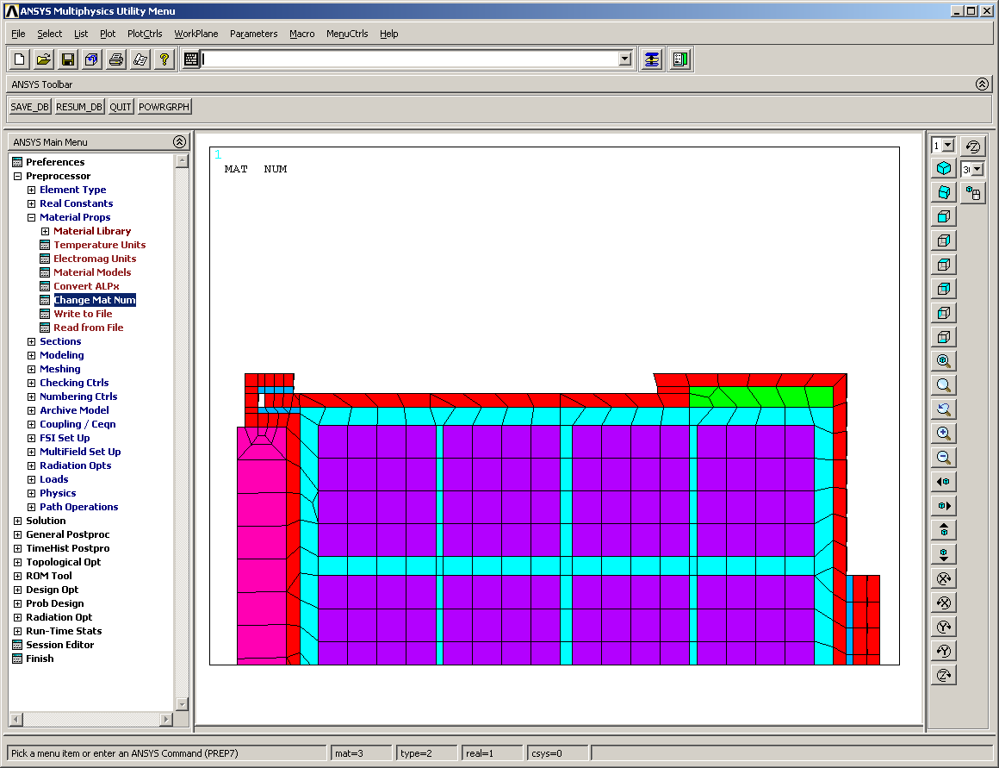 ANSYS Multiphysics Utility Menu
File Select List Plot PlotCtrls WorkPlane Parameters Macro MenuCtrls Help
ANSYS Toolbar
SAVE_DB RESUM_DB QUIT POWRGRPH
ANSYS Main Menu
Preferences
Preprocessor
Element Type
Real Constants
Material Props
Material Library
Temperature Units
Electromag Units
Material Models
Convert ALPx
Change Mat Num
Write to File
Read from File
Sections
Modeling
Meshing
Checking Ctrls
Numbering Ctrls
Archive Model
Coupling / Ceqn
FSI Set Up
MultiField Set Up
Radiation Opts
Loads
Physics
Path Operations
Solution
General Postproc
TimeHist Postpro
Topological Opt
ROM Tool
Design Opt
Prob Design
Radiation Opt
Run-Time Stats
Session Editor
Finish
1
MAT NUM
1
3
X
X
Y
Y
Z
Pick a menu item or enter an ANSYS Command (PREP7) mat=3 type=2 real=1 csys=0